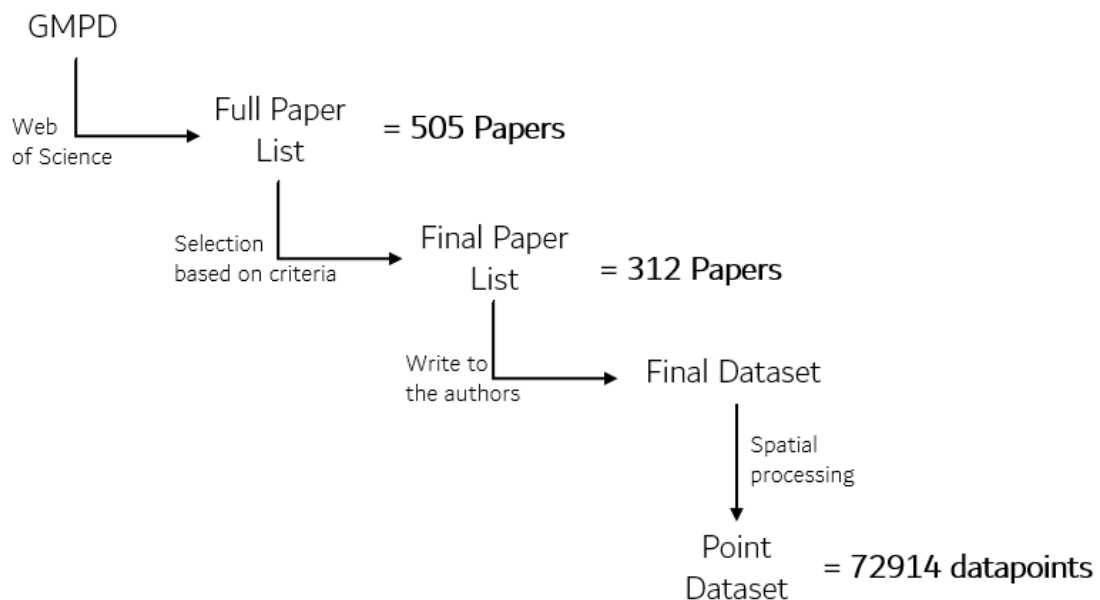 GMPD
Web
of Science
Full Paper
List
= 505 Papers
Selection
based on criteria
Final Paper
List
= 312 Papers
Write to
the authors
Final Dataset
Spatial
processing
Point
Dataset
= 72914 datapoints